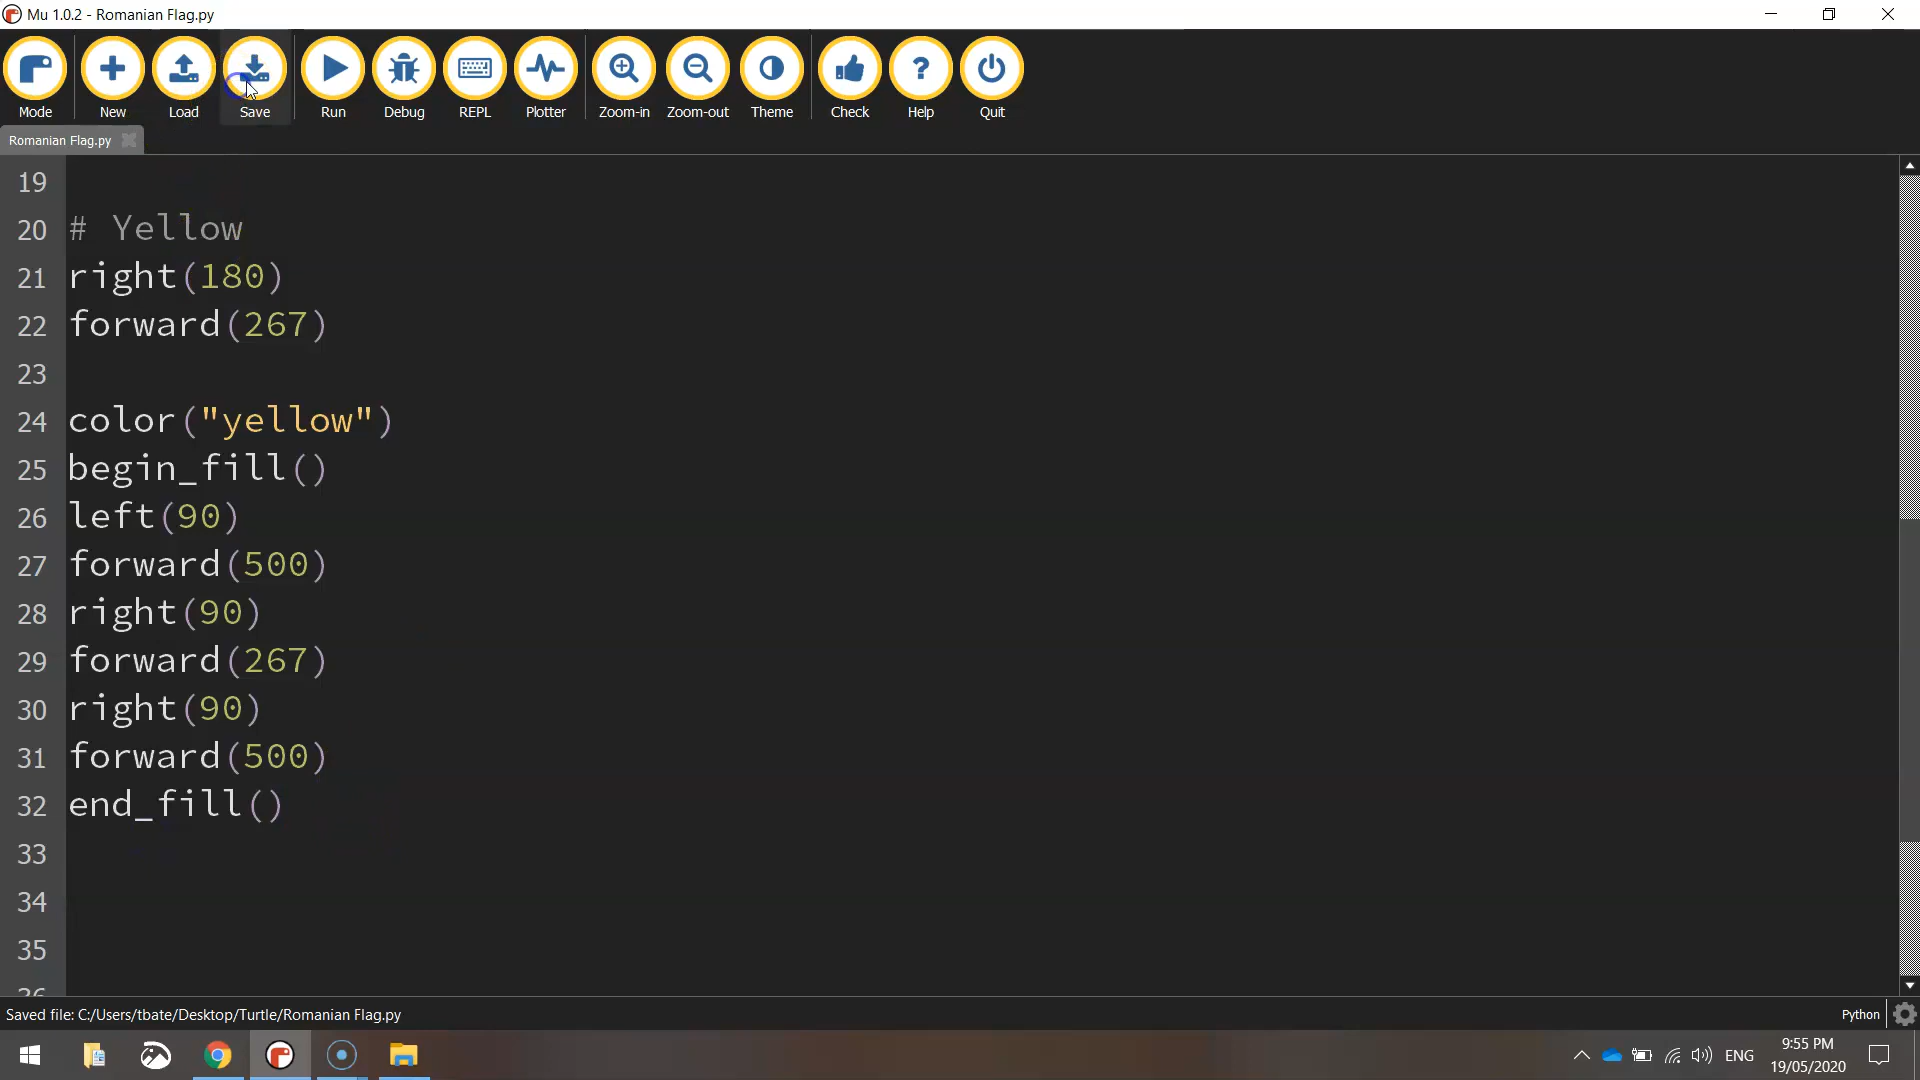 Mu 1.0.2 - Romanian Flag.py
Mode New Load Save Run Debug REPL Plotter Zoom-in Zoom-out Theme Check Help Quit
Romanian Flag.py
19
20 # Yellow
21 right(180)
22 forward(267)
23
24 color("yellow")
25 begin_fill()
26 left(90)
27 forward(500)
28 right(90)
29 forward(267)
30 right(90)
31 forward(500)
32 end_fill()
33
34
35
36
Saved file: C:/Users/tbate/Desktop/Turtle/Romanian Flag.py Python
ENG 9:55 PM
19/05/2020